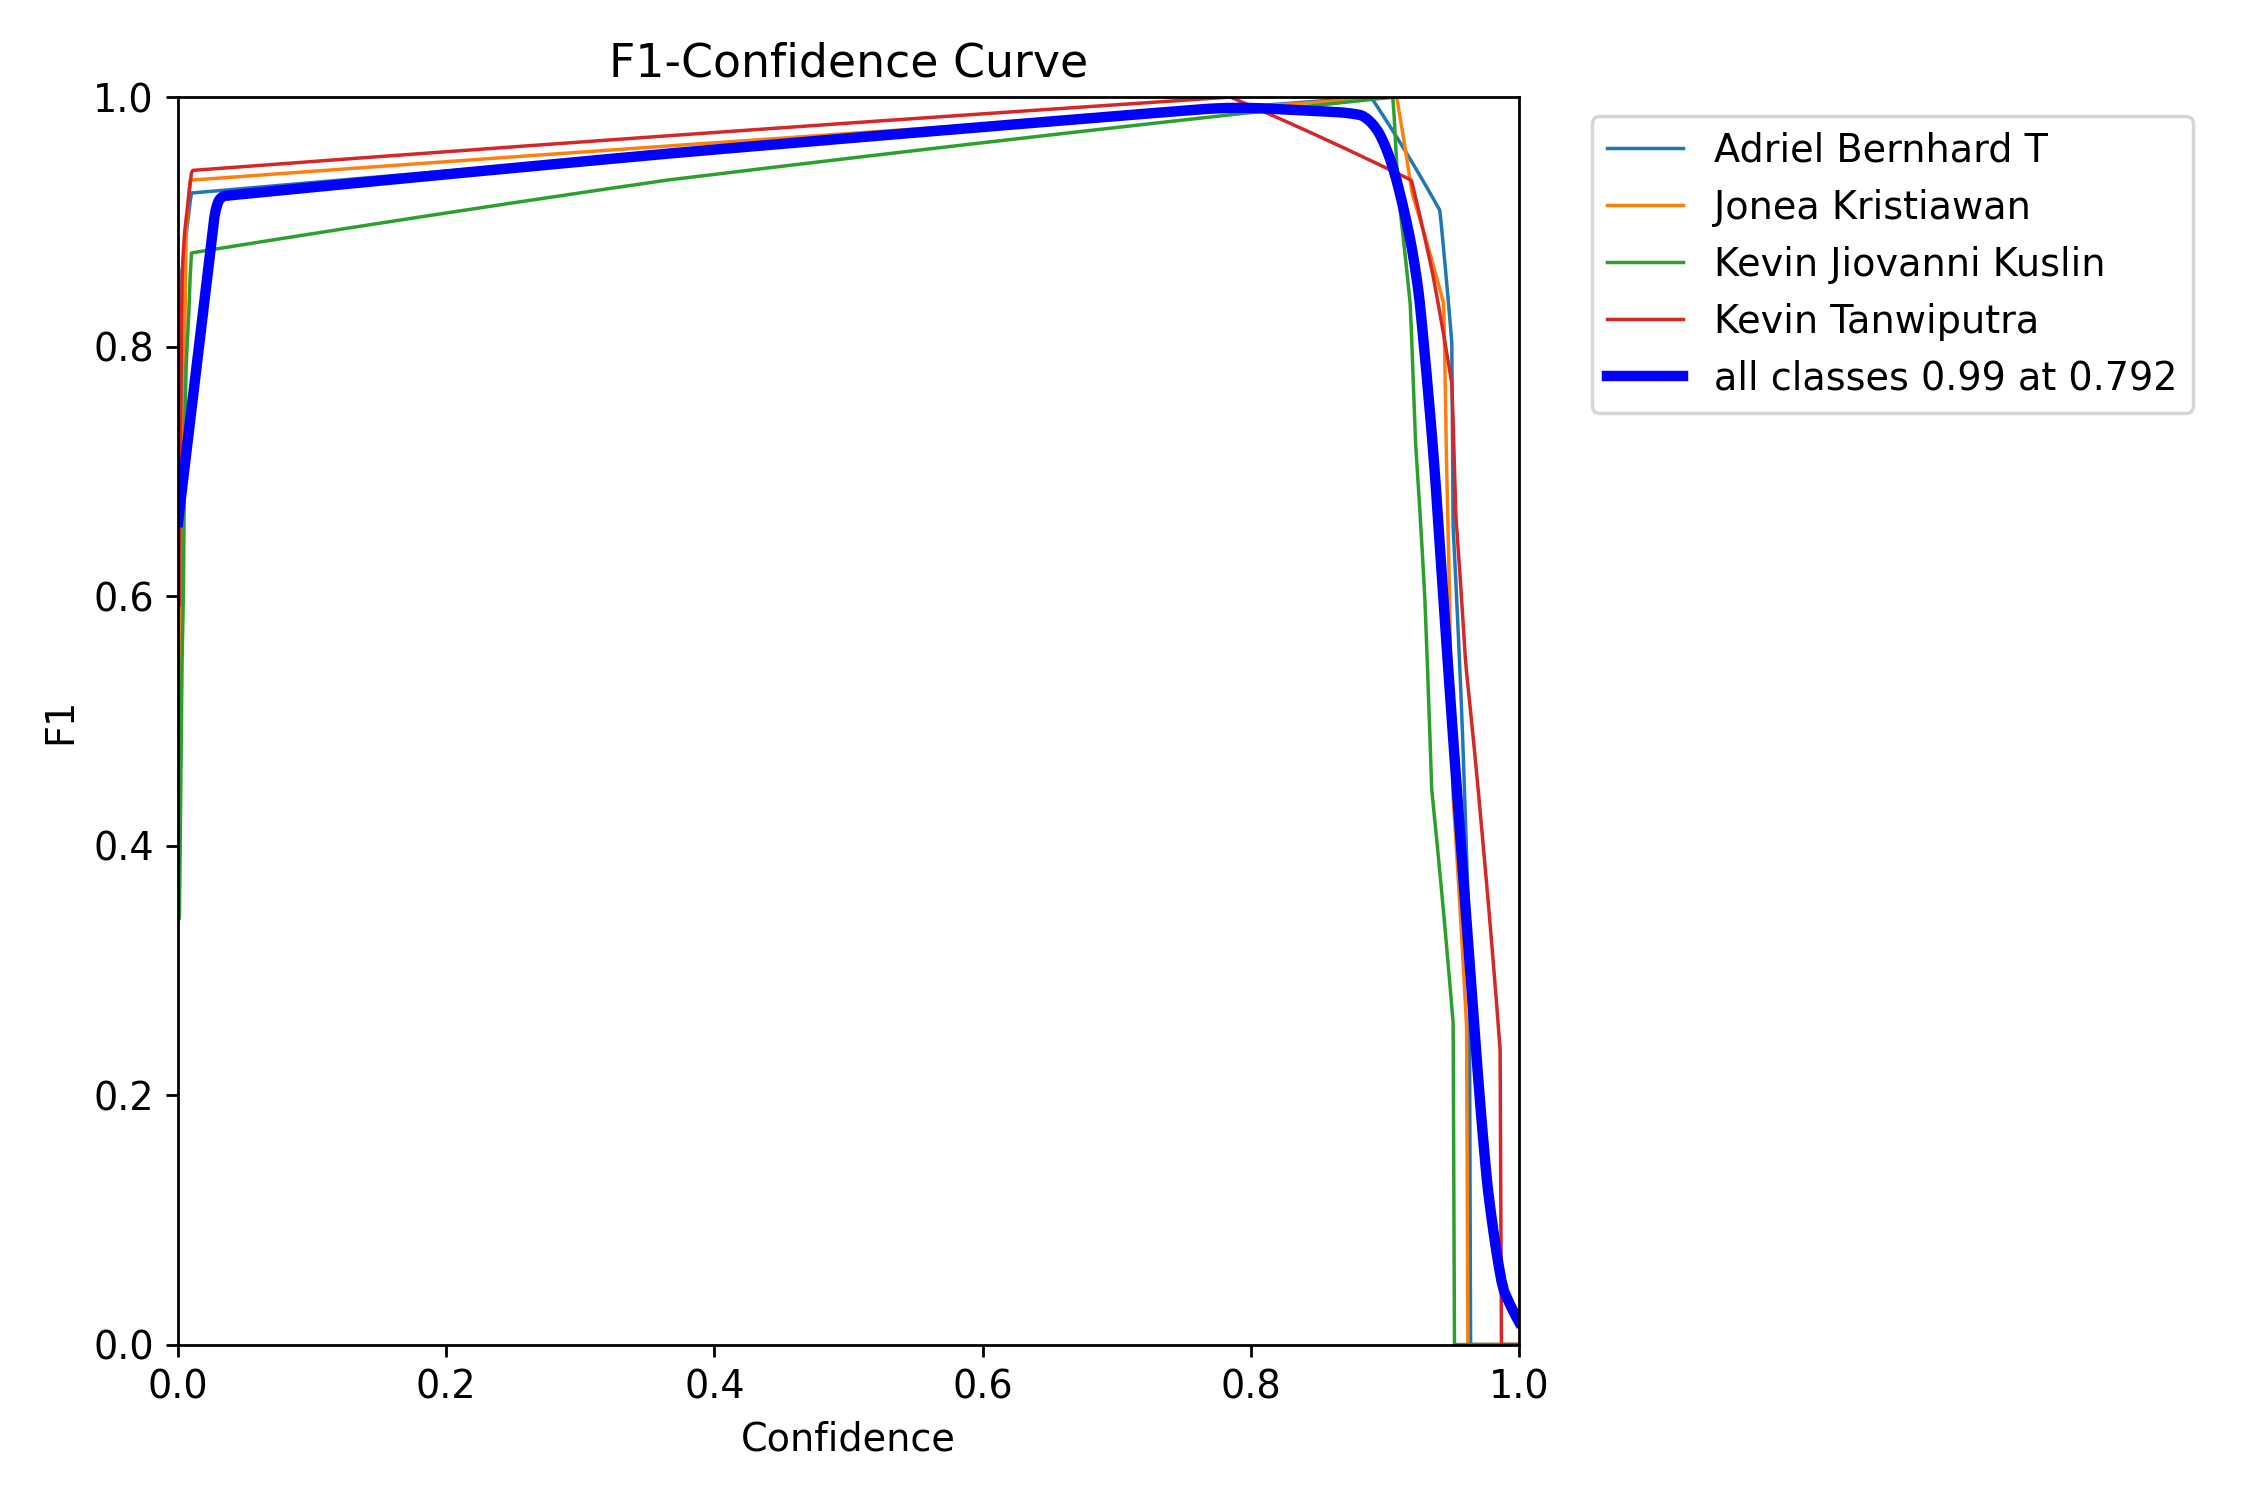 F1-Confidence Curve
1.0
0.8
0.6
0.4
0.2
0.0
F1
0.0 0.2 0.4 0.6 0.8 1.0
Confidence
Adriel Bernhard T
Jonea Kristiawan
Kevin Jiovanni Kuslin
Kevin Tanwiputra
all classes 0.99 at 0.792